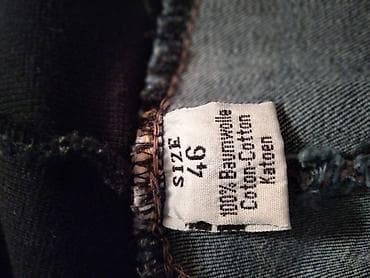 SIZE
46
100% Baumwolle
Coton-Cotton
Katoen